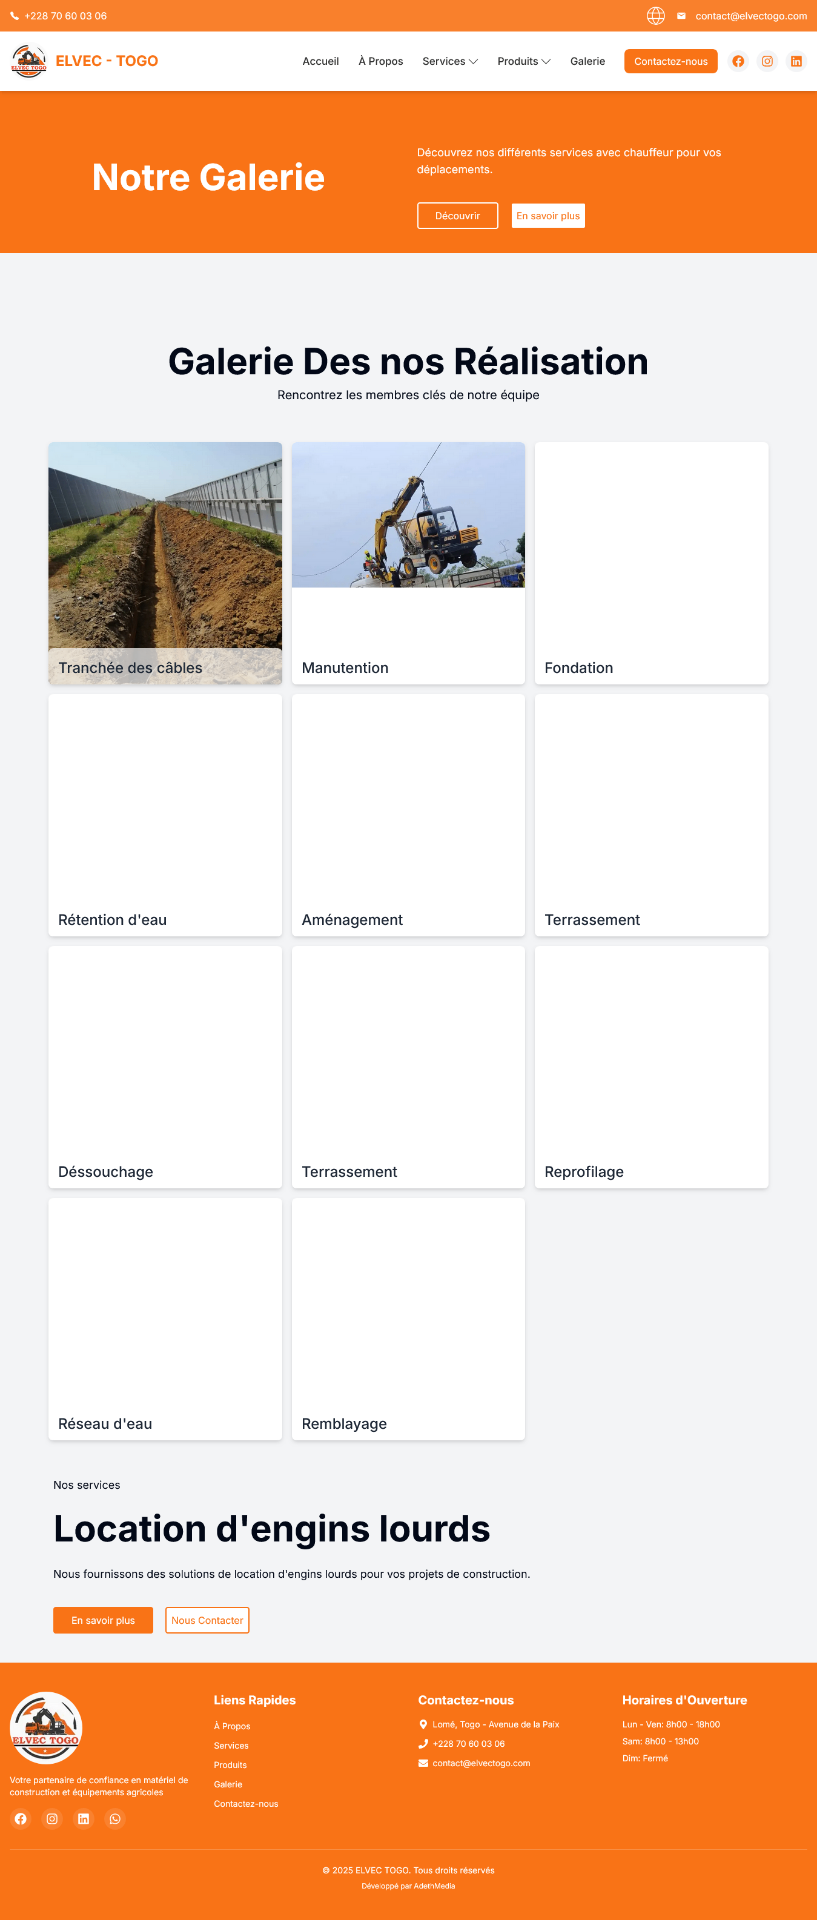 +228 70 60 03 06
contact@elvectogo.com
ELVEC TOGO
ELVEC - TOGO
Accueil
À Propos
Services
Produits
Galerie
Contactez-nous
Notre Galerie
Découvrez nos différents services avec chauffeur pour vos
déplacements.
Découvrir
En savoir plus
Galerie Des nos Réalisation
Rencontrez les membres clés de notre équipe
Tranchée des câbles
Manutention
Fondation
Rétention d'eau
Aménagement
Terrassement
Déssouchage
Terrassement
Reprofilage
Réseau d'eau
Remblayage
Nos services
Location d'engins lourds
Nous fournissons des solutions de location d'engins lourds pour vos projets de construction.
En savoir plus
Nous Contacter
ELVEC TOGO
Votre partenaire de confiance en matériel de
construction et équipements agricoles
Liens Rapides
À Propos
Services
Produits
Galerie
Contactez-nous
Contactez-nous
Lomé, Togo - Avenue de la Paix
+228 70 60 03 06
contact@elvectogo.com
Horaires d'Ouverture
Lun - Ven: 8h00 - 18h00
Sam: 8h00 - 13h00
Dim: Fermé
© 2025 ELVEC TOGO. Tous droits réservés
Développé par AdethMedia